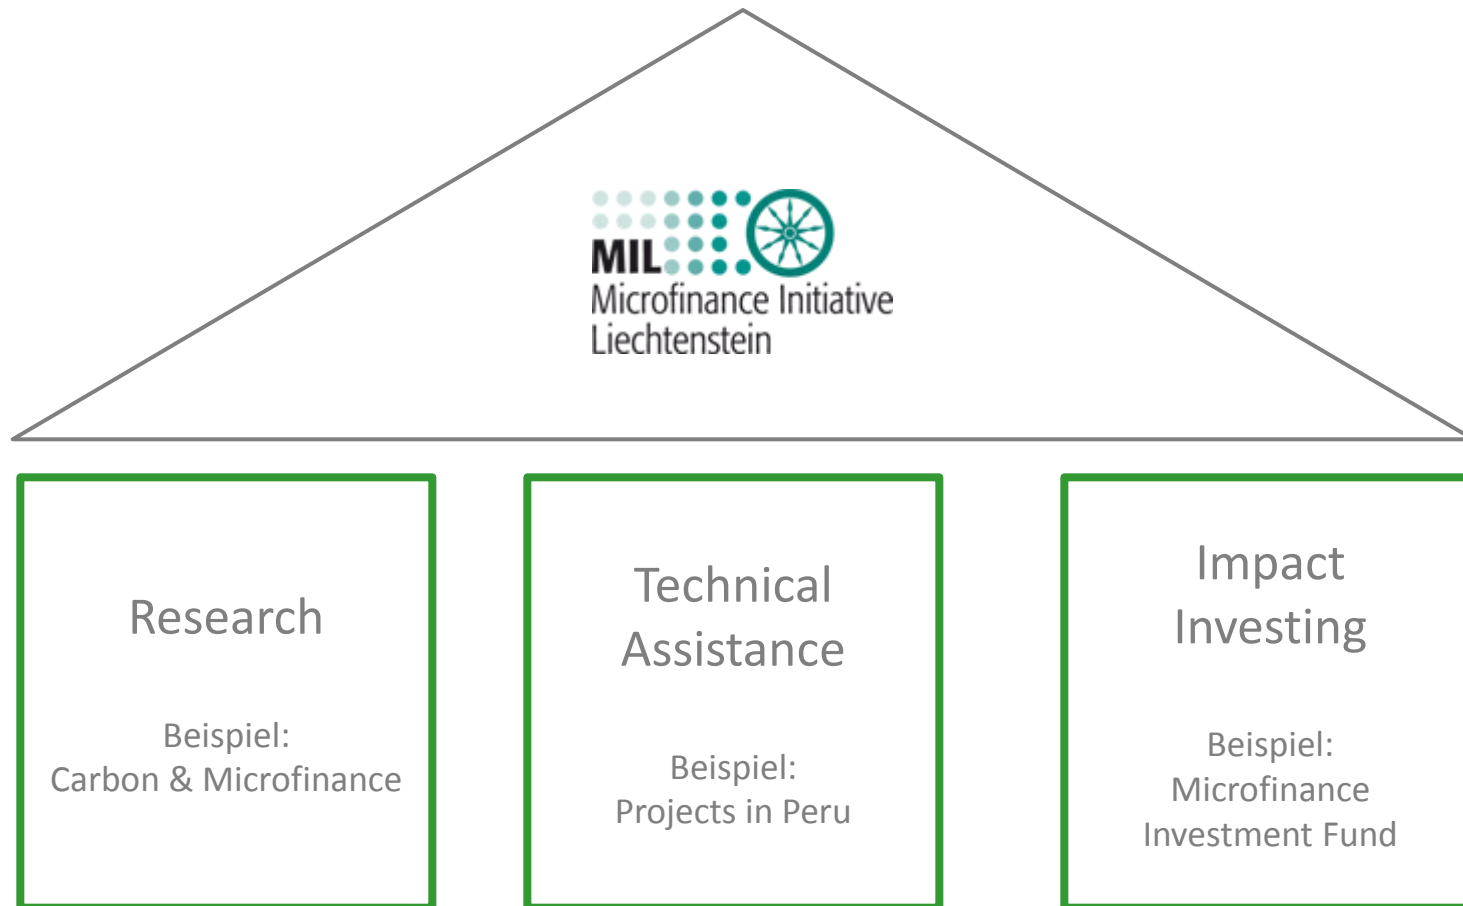 MIL
Microfinance Initiative
Liechtenstein
Research
Beispiel:
Carbon & Microfinance
Technical
Assistance
Beispiel:
Projects in Peru
Impact
Investing
Beispiel:
Microfinance
Investment Fund